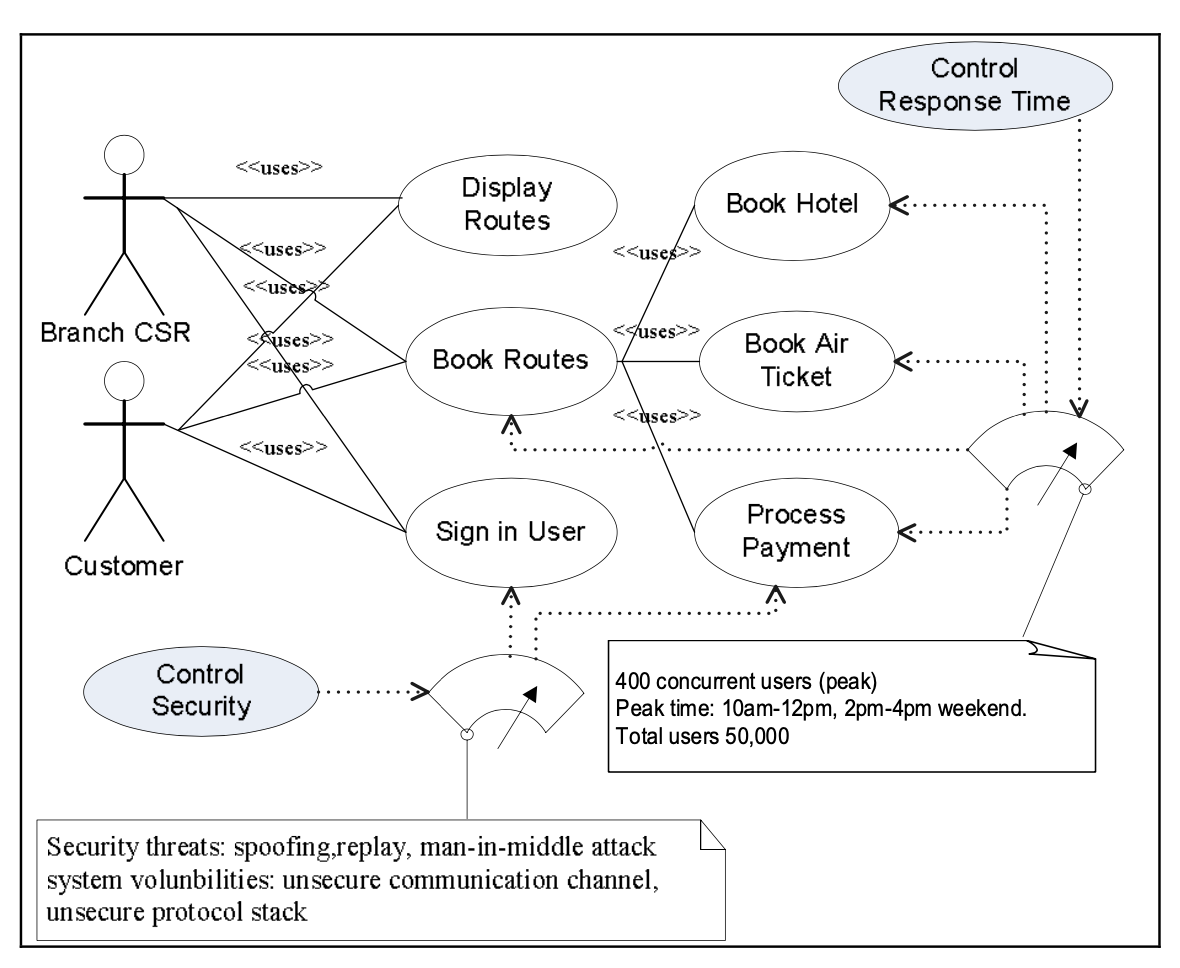 Control
Response Time
<<uses>>
Display
Routes
Book Hotel
<<uses>>
<<uses>>
<<uses>>
Branch CSR
<<uses>>
<<uses>>
Book Routes
<<uses>>
Book Air
Ticket
<<uses>>
<<uses>>
Sign in User
Process
Payment
Customer
Control
Security
400 concurrent users (peak)
Peak time: 10am-12pm, 2pm-4pm weekend.
Total users 50,000
Security threats: spoofing,replay, man-in-middle attack
system volunbilities: unsecure communication channel,
unsecure protocol stack